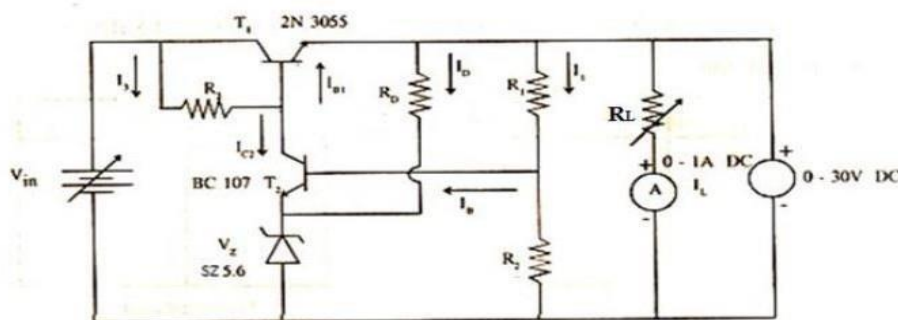 T₁ 2N 3055
I₃
R₃
I_B1
R_D
I_D
R₁
I₁
RL
I_C2
V_in
BC 107 T₂
I_B
+ 0 - 1A DC
A I_L
-
+
0 - 30V DC
-
V_Z
SZ 5.6
R₂